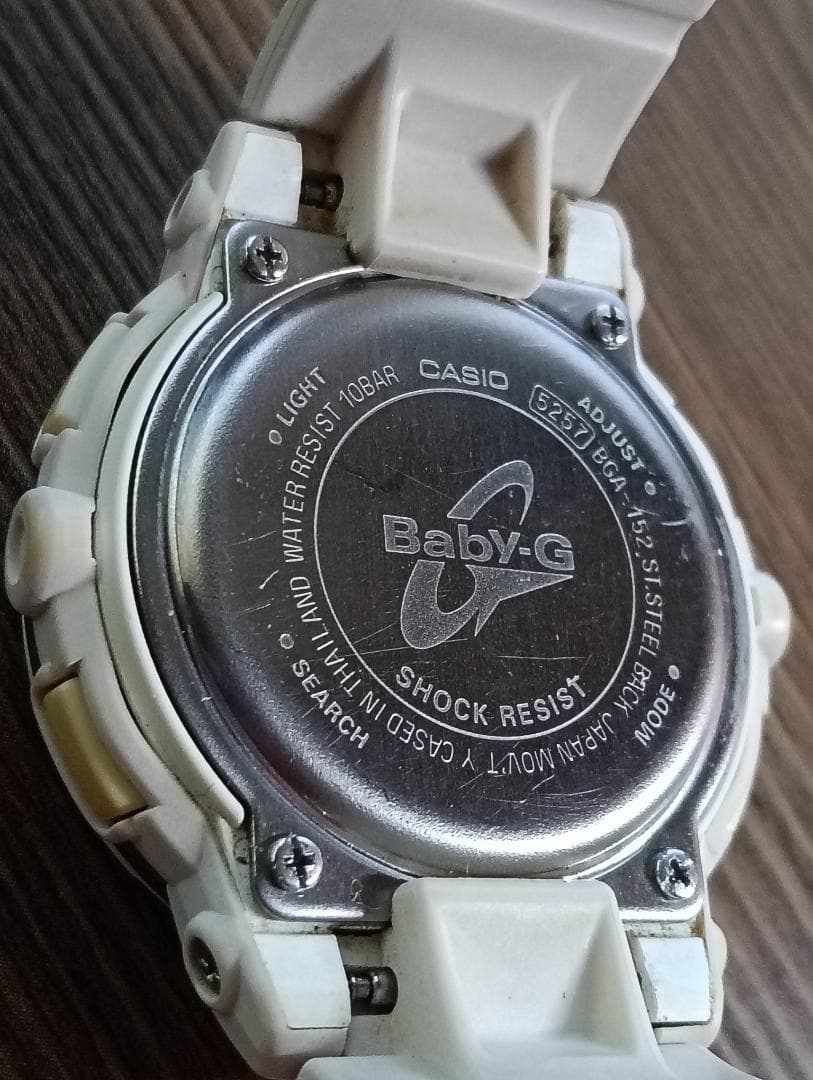 CASIO
5257 BGA-152 ST.STEEL BACK JAPAN MOV'T Y CASED IN THAILAND WATER RESIST 10BAR
LIGHT
ADJUST
SEARCH
MODE
Baby-G
G
SHOCK RESIST